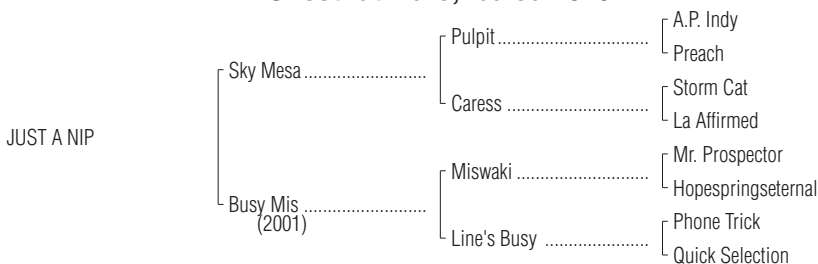 A.P. Indy
Pulpit
Preach
Sky Mesa
Storm Cat
Caress
La Affirmed
JUST A NIP
Mr. Prospector
Miswaki
Hopespringseternal
Busy Mis
(2001)
Phone Trick
Line's Busy
Quick Selection